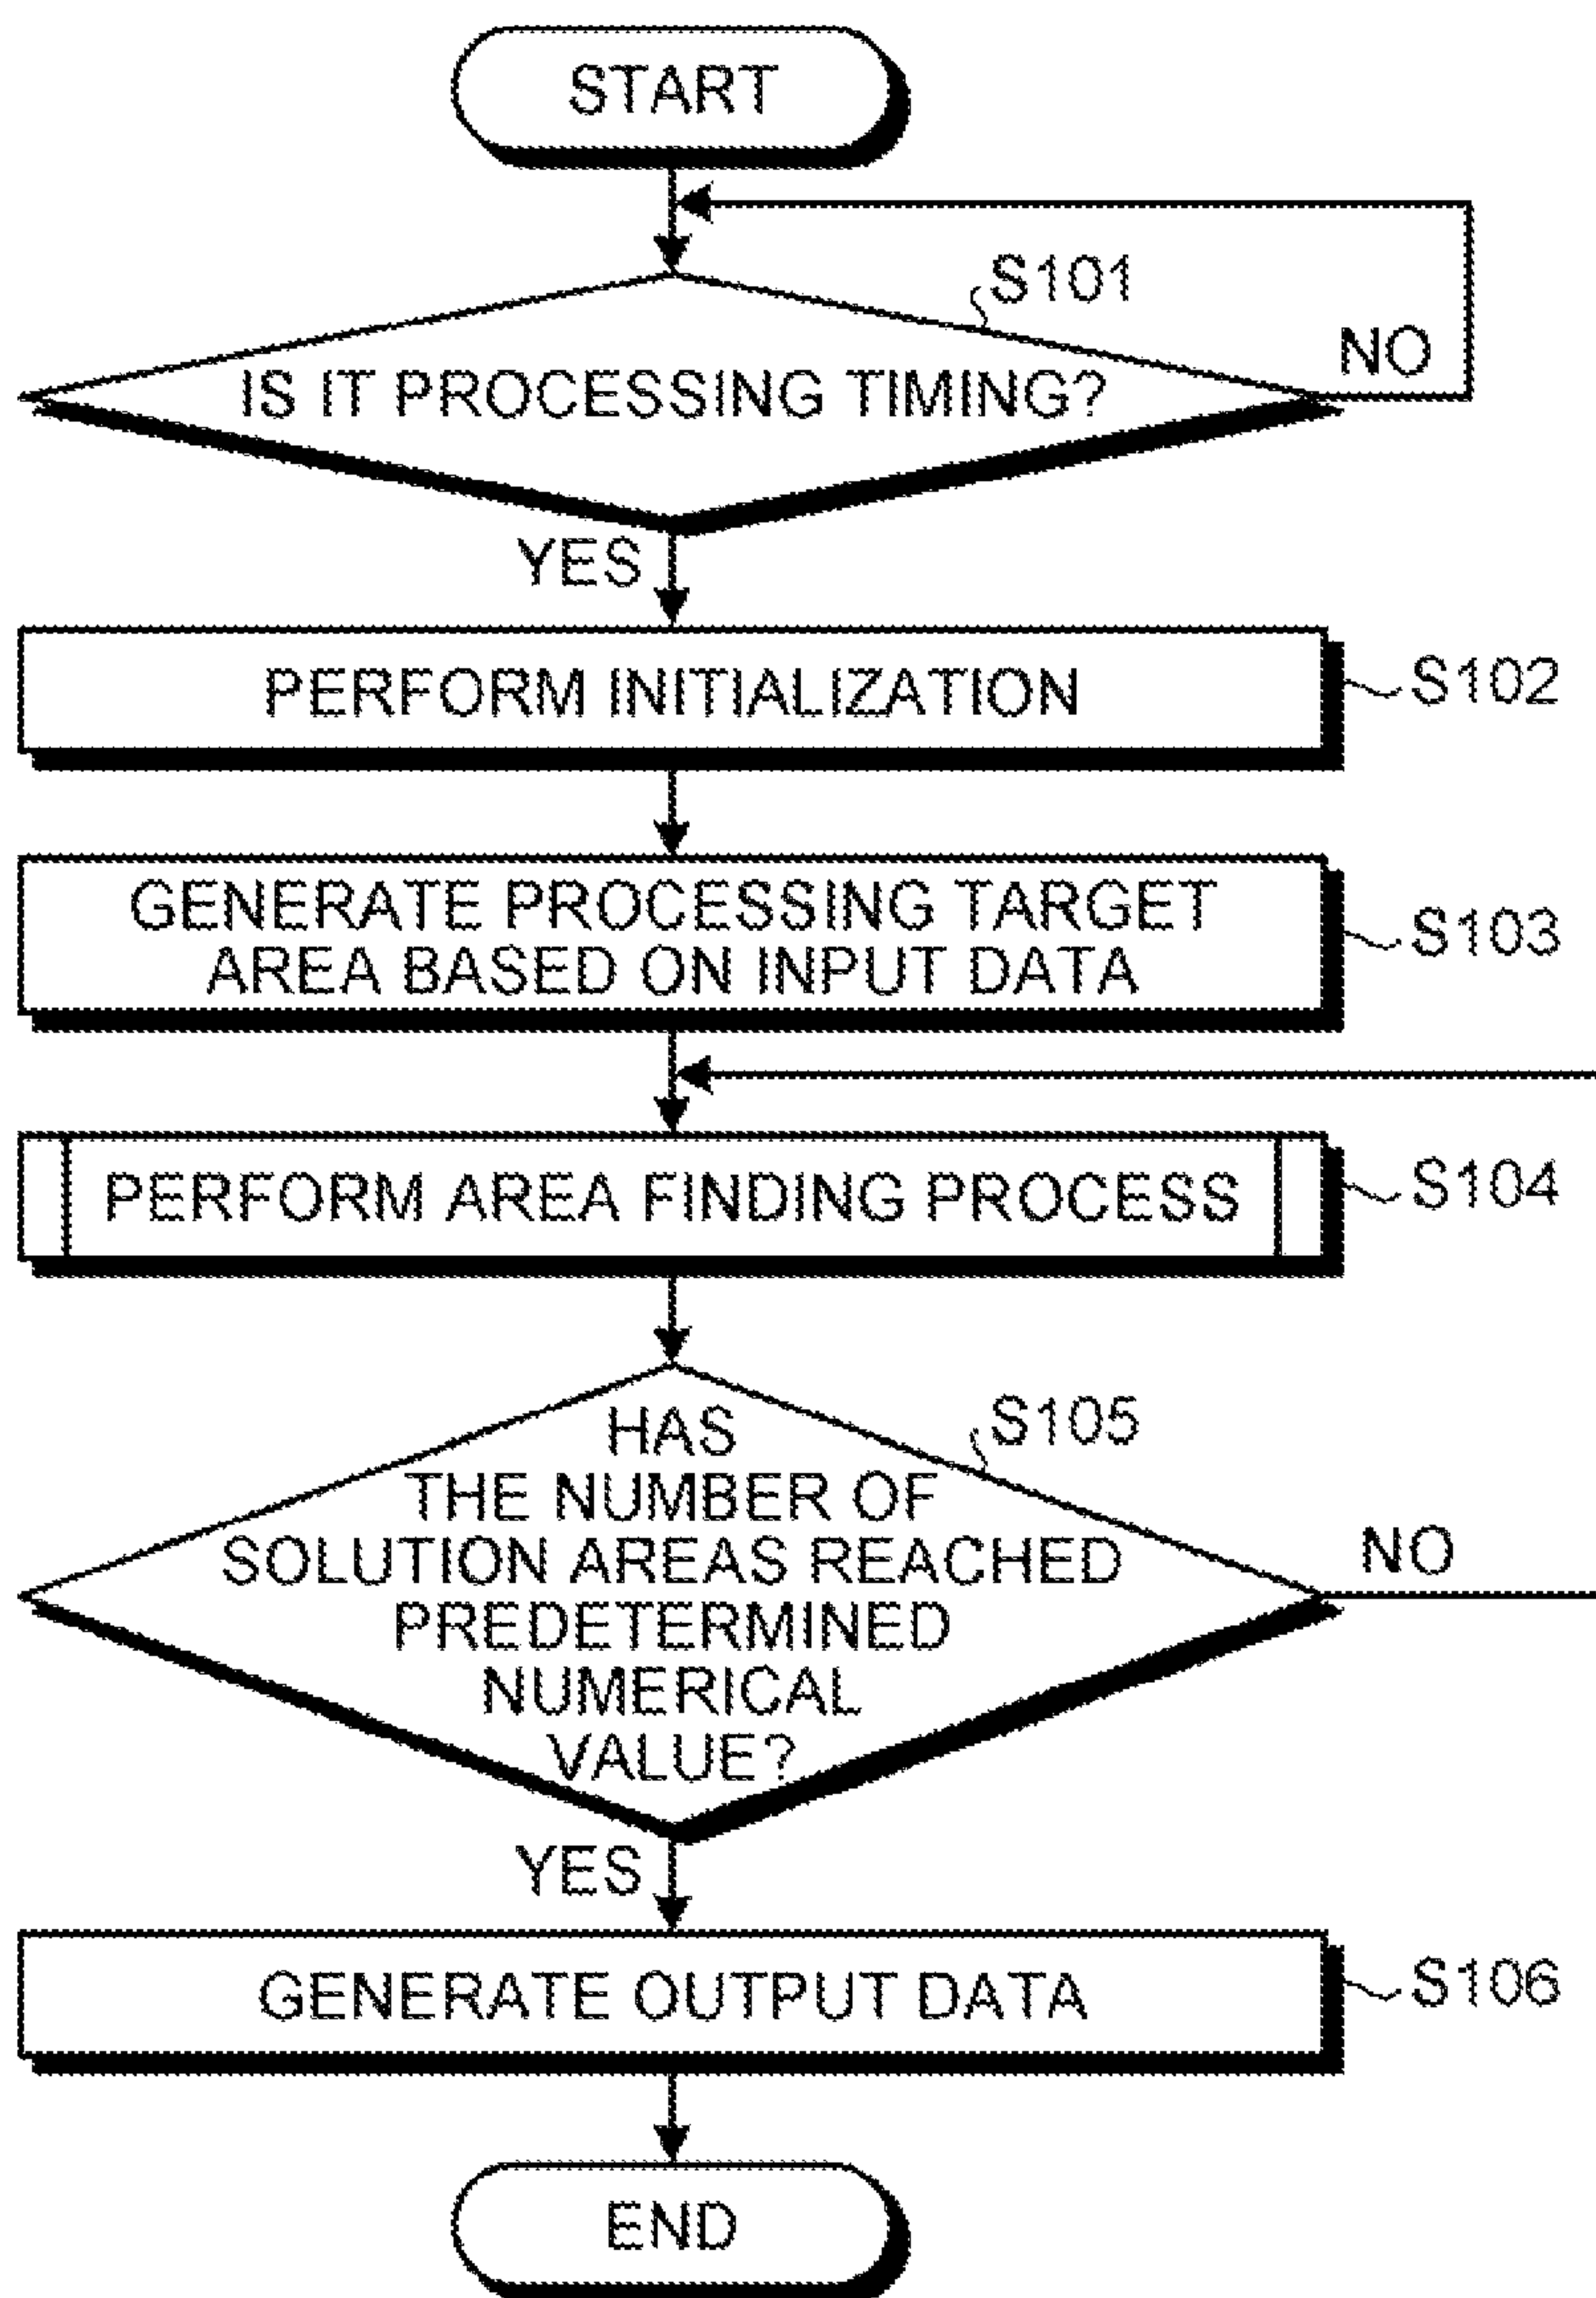 START
S101
IS IT PROCESSING TIMING?
NO
YES
PERFORM INITIALIZATION
S102
GENERATE PROCESSING TARGET
AREA BASED ON INPUT DATA
S103
PERFORM AREA FINDING PROCESS
S104
S105
HAS
THE NUMBER OF
SOLUTION AREAS REACHED
PREDETERMINED
NUMERICAL
VALUE?
NO
YES
GENERATE OUTPUT DATA
S106
END